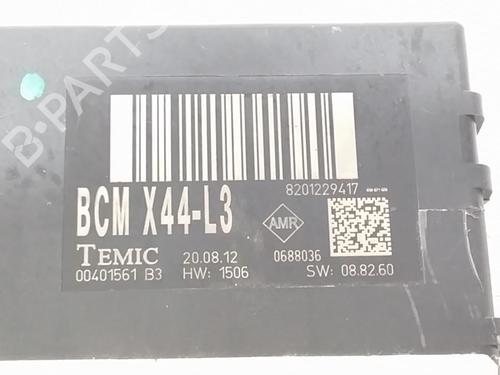 8201229417
BCM X44-L3
AMR
TEMIC 20.08.12 0688036
00401561 B3 HW: 1506 SW: 08.82.60
B-PARTS